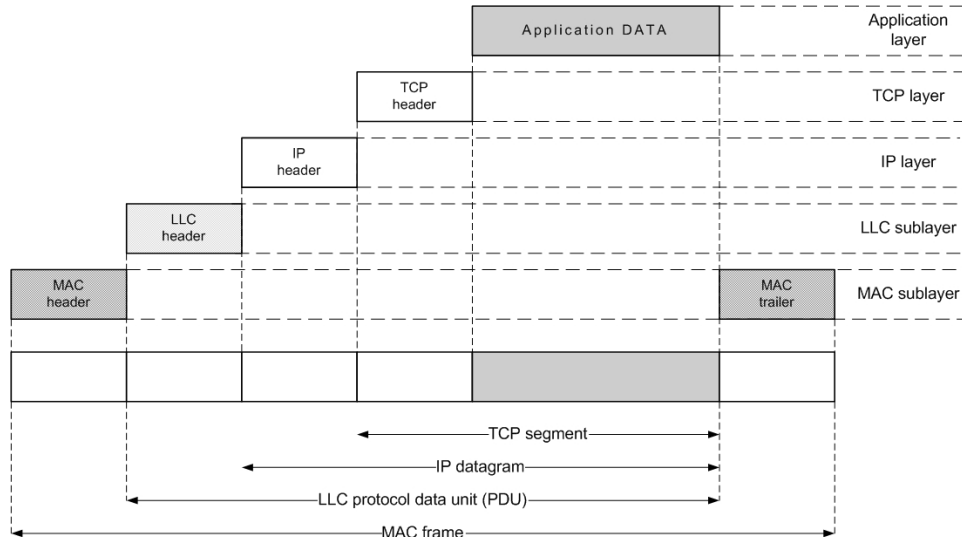 Application DATA
Application
layer
TCP
header
TCP layer
IP
header
IP layer
LLC
header
LLC sublayer
MAC
header
MAC
trailer
MAC sublayer
TCP segment
IP datagram
LLC protocol data unit (PDU)
MAC frame